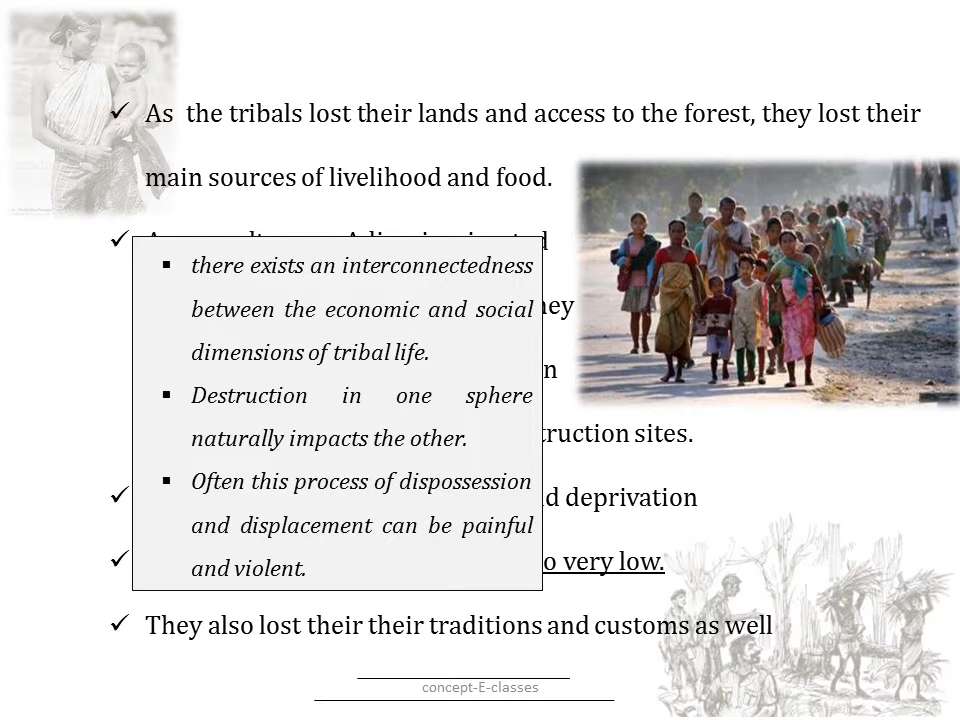 As the tribals lost their lands and access to the forest, they lost their
main sources of livelihood and food.
there exists an interconnectedness
between the economic and social
dimensions of tribal life.
Destruction in one sphere
naturally impacts the other.
Often this process of dispossession
and displacement can be painful
and violent.
sites.
deprivation
very low.
They also lost their their traditions and customs as well
concept-E-classes